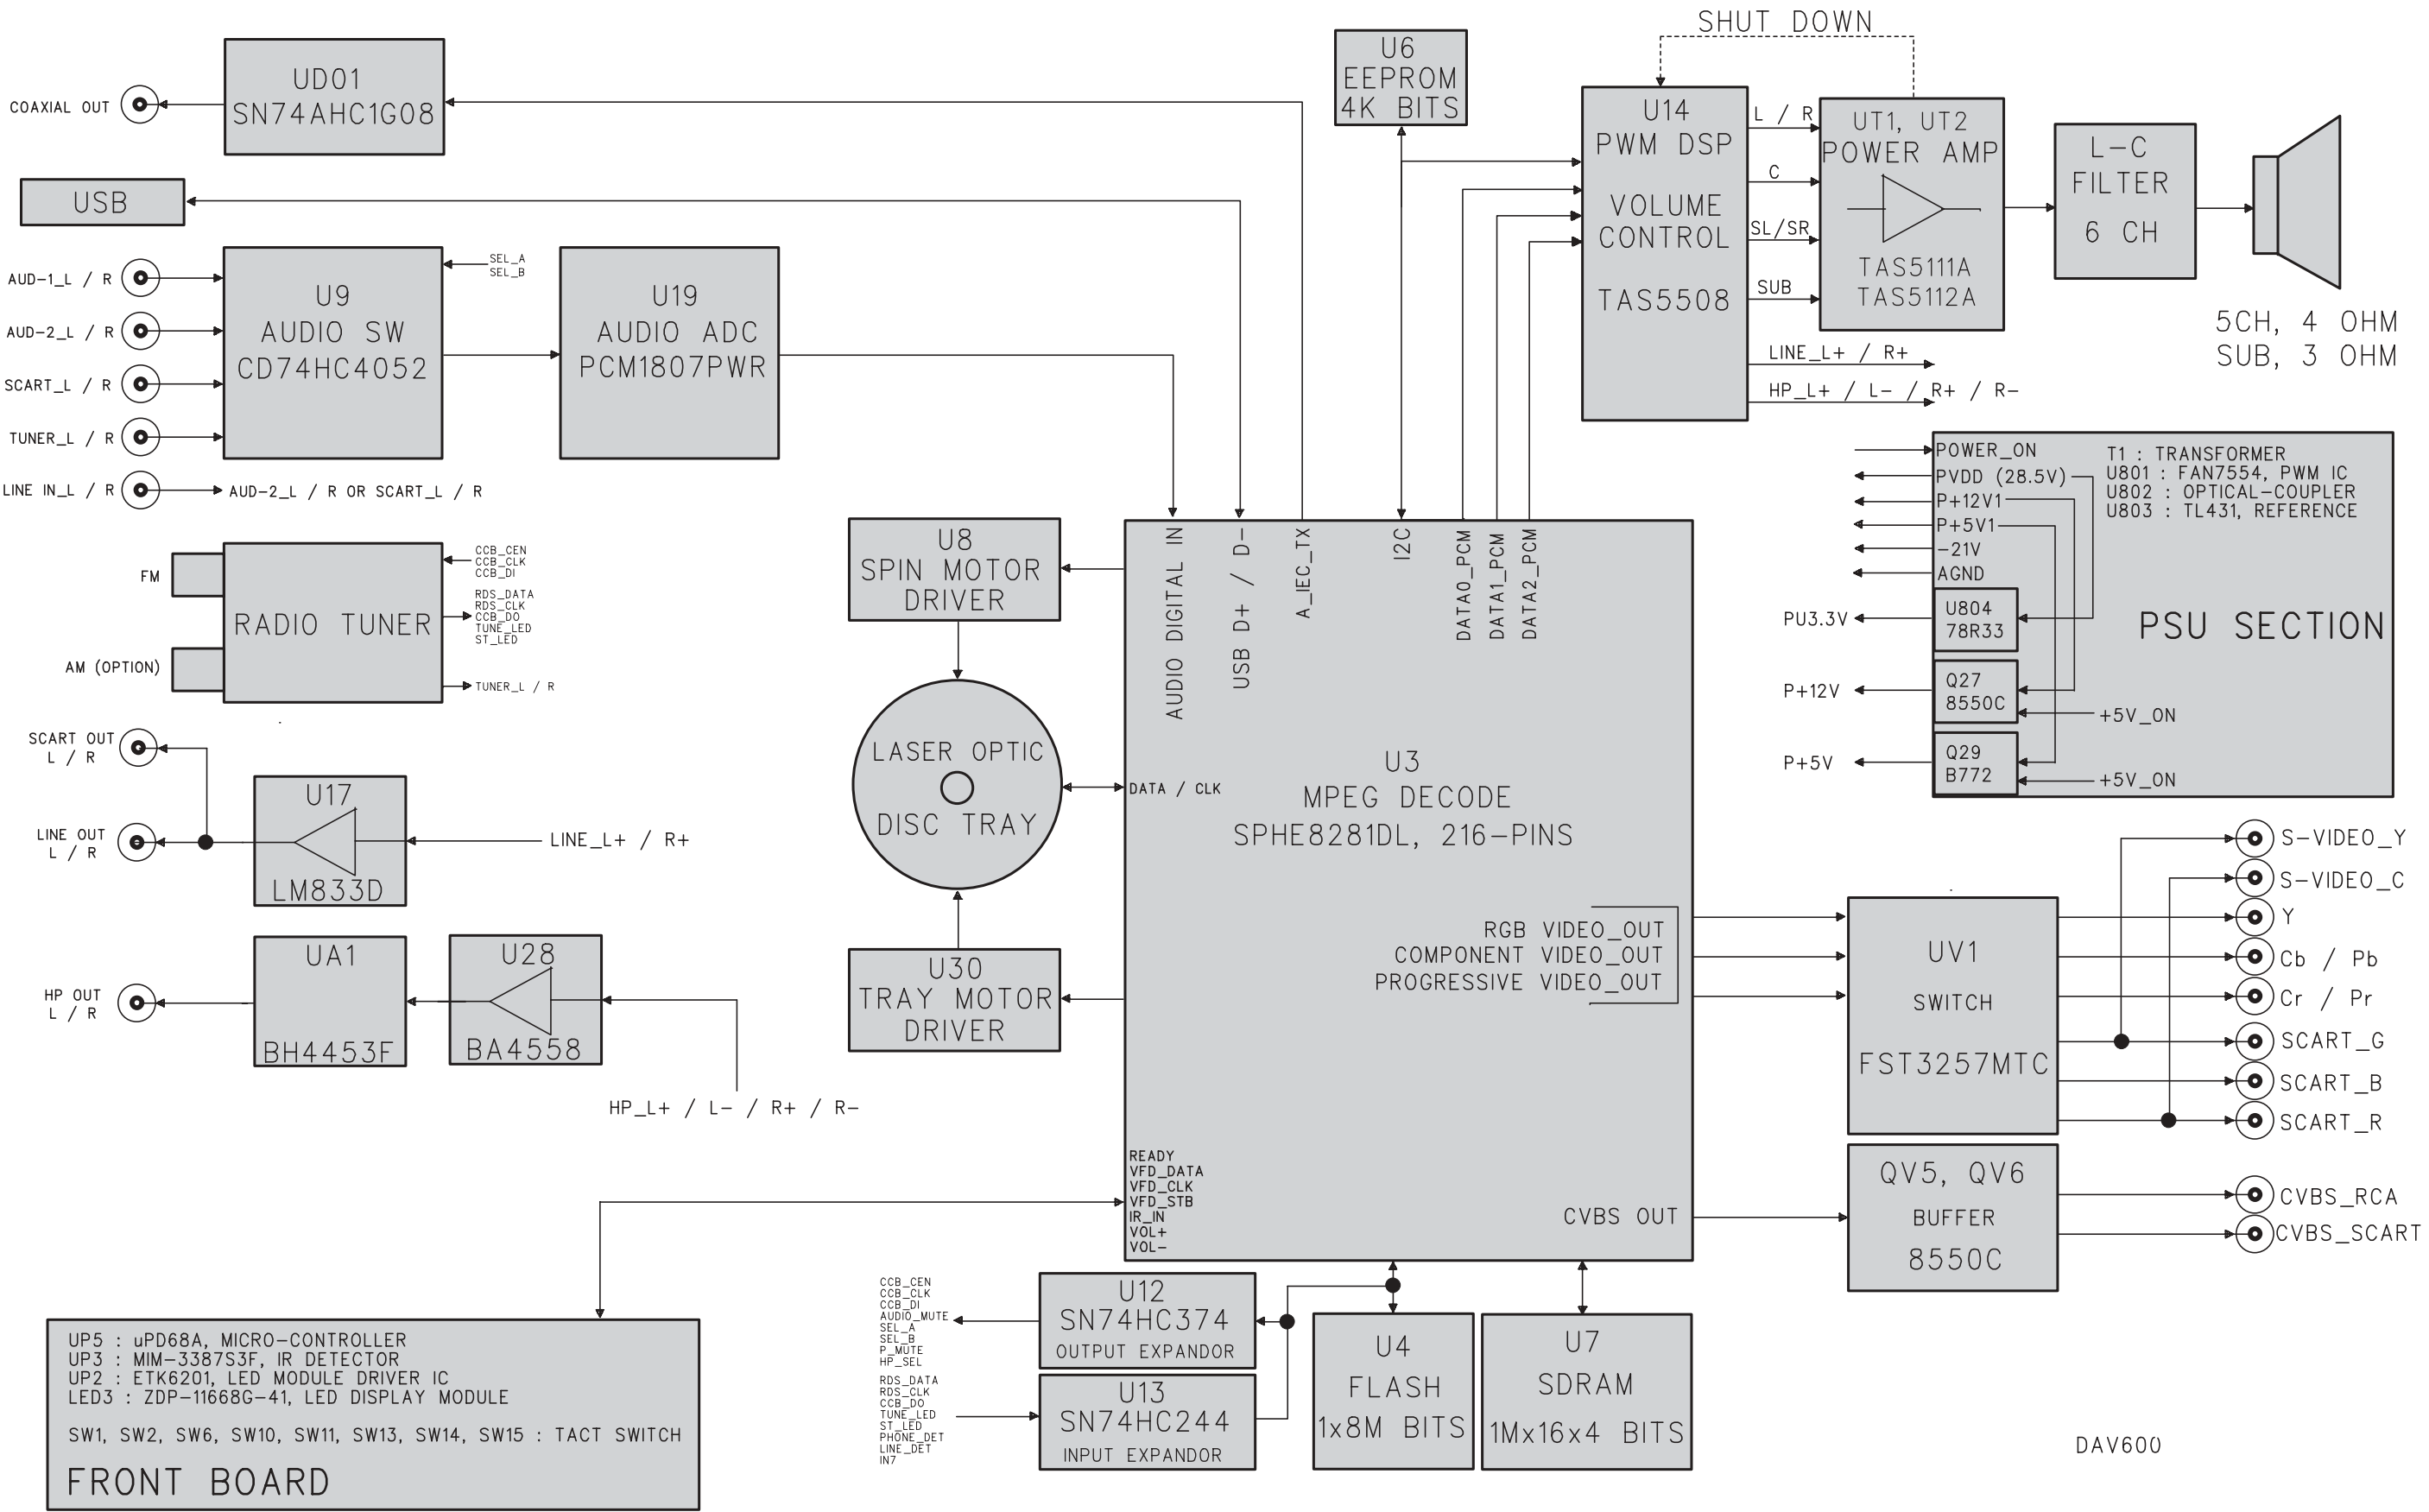 SHUT DOWN
COAXIAL OUT
UD01
SN74AHC1G08
USB
U6
EEPROM
4K BITS
U14
PWM DSP
VOLUME
CONTROL
TAS5508
L / R
C
SL/SR
SUB
LINE_L+ / R+
HP_L+ / L- / R+ / R-
UT1, UT2
POWER AMP
TAS5111A
TAS5112A
L-C
FILTER
6 CH
5CH, 4 OHM
SUB, 3 OHM
AUD-1_L / R
AUD-2_L / R
SCART_L / R
TUNER_L / R
LINE IN_L / R
AUD-2_L / R OR SCART_L / R
U9
AUDIO SW
CD74HC4052
SEL_A
SEL_B
U19
AUDIO ADC
PCM1807PWR
FM
AM (OPTION)
RADIO TUNER
CCB_CEN
CCB_CLK
CCB_DI
RDS_DATA
RDS_CLK
CCB_DO
TUNE_LED
ST_LED
TUNER_L / R
SCART OUT
L / R
LINE OUT
L / R
U17
LM833D
LINE_L+ / R+
HP OUT
L / R
UA1
BH4453F
U28
BA4558
HP_L+ / L- / R+ / R-
U8
SPIN MOTOR
DRIVER
LASER OPTIC
DISC TRAY
U30
TRAY MOTOR
DRIVER
AUDIO DIGITAL IN
USB D+ / D-
A_IEC_TX
I2C
DATA0_PCM
DATA1_PCM
DATA2_PCM
DATA / CLK
U3
MPEG DECODE
SPHE8281DL, 216-PINS
RGB VIDEO_OUT
COMPONENT VIDEO_OUT
PROGRESSIVE VIDEO_OUT
READY
VFD_DATA
VFD_CLK
VFD_STB
IR_IN
VOL+
VOL-
CVBS OUT
POWER_ON
PVDD (28.5V)
P+12V1
P+5V1
-21V
AGND
T1 : TRANSFORMER
U801 : FAN7554, PWM IC
U802 : OPTICAL-COUPLER
U803 : TL431, REFERENCE
PSU SECTION
PU3.3V
U804
78R33
P+12V
Q27
8550C
+5V_ON
P+5V
Q29
B772
+5V_ON
UV1
SWITCH
FST3257MTC
S-VIDEO_Y
S-VIDEO_C
Y
Cb / Pb
Cr / Pr
SCART_G
SCART_B
SCART_R
QV5, QV6
BUFFER
8550C
CVBS_RCA
CVBS_SCART
CCB_CEN
CCB_CLK
CCB_DI
AUDIO_MUTE
SEL_A
SEL_B
P_MUTE
HP_SEL
RDS_DATA
RDS_CLK
CCB_DO
TUNE_LED
ST_LED
PHONE_DET
LINE_DET
IN7
U12
SN74HC374
OUTPUT EXPANDOR
U13
SN74HC244
INPUT EXPANDOR
U4
FLASH
1x8M BITS
U7
SDRAM
1Mx16x4 BITS
UP5 : uPD68A, MICRO-CONTROLLER
UP3 : MIM-3387S3F, IR DETECTOR
UP2 : ETK6201, LED MODULE DRIVER IC
LED3 : ZDP-11668G-41, LED DISPLAY MODULE
SW1, SW2, SW6, SW10, SW11, SW13, SW14, SW15 : TACT SWITCH
FRONT BOARD
DAV600